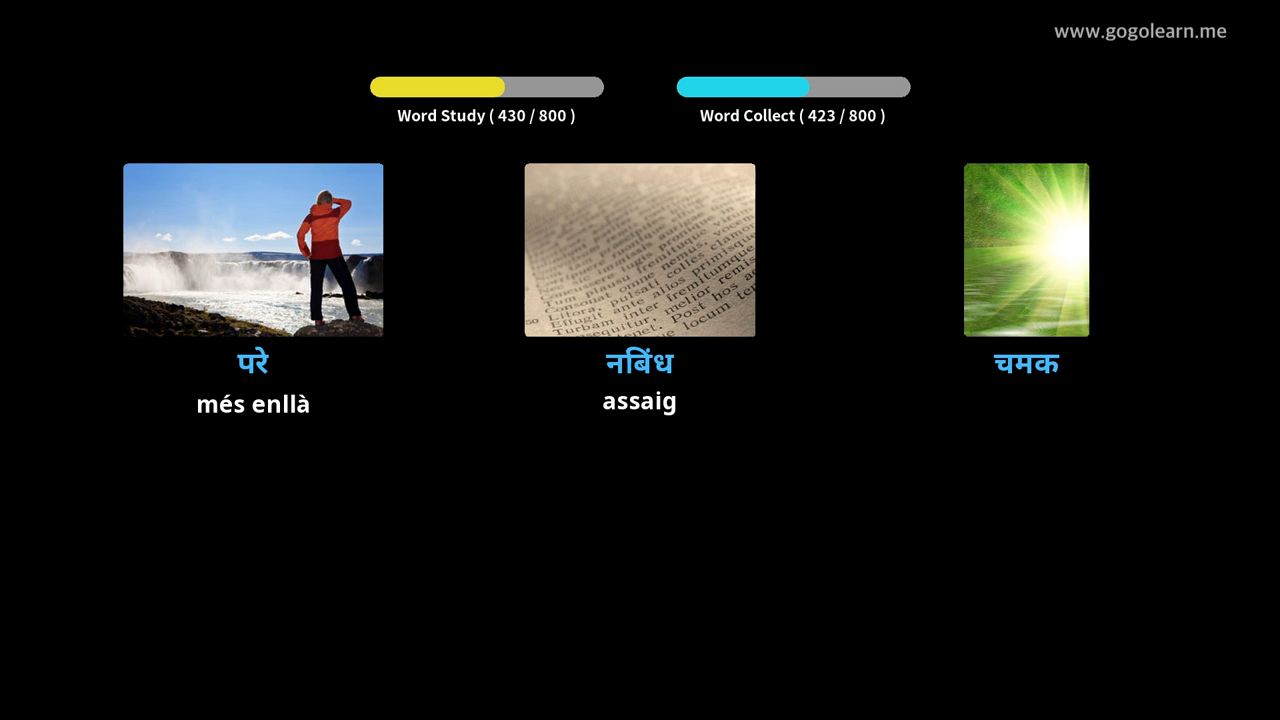 www.gogolearn.me
Word Study ( 430 / 800 )
Word Collect ( 423 / 800 )
परे
नबिंध
चमक
més enllà
assaig